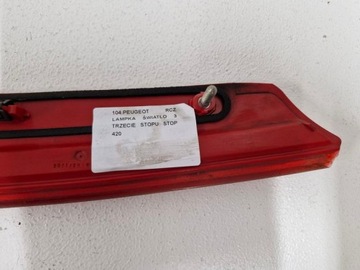 104 PEUGEOT RCZ
LAMPKA ŚWIATŁO 3
TRZECIE STOPU STOP
420